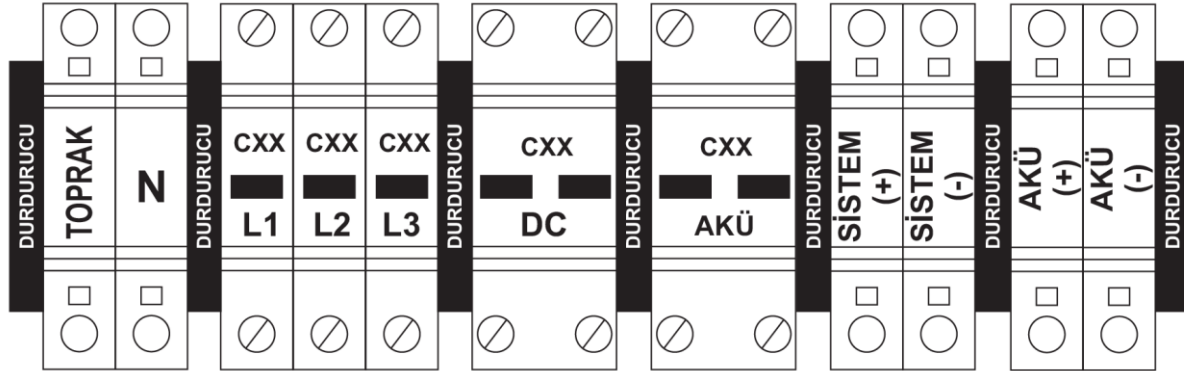 DURDURUCU
TOPRAK
N
DURDURUCU
CXX
L1
CXX
L2
CXX
L3
DURDURUCU
CXX
DC
DURDURUCU
CXX
AKÜ
DURDURUCU
SİSTEM
(+)
SİSTEM
(-)
DURDURUCU
AKÜ
(+)
AKÜ
(-)
DURDURUCU